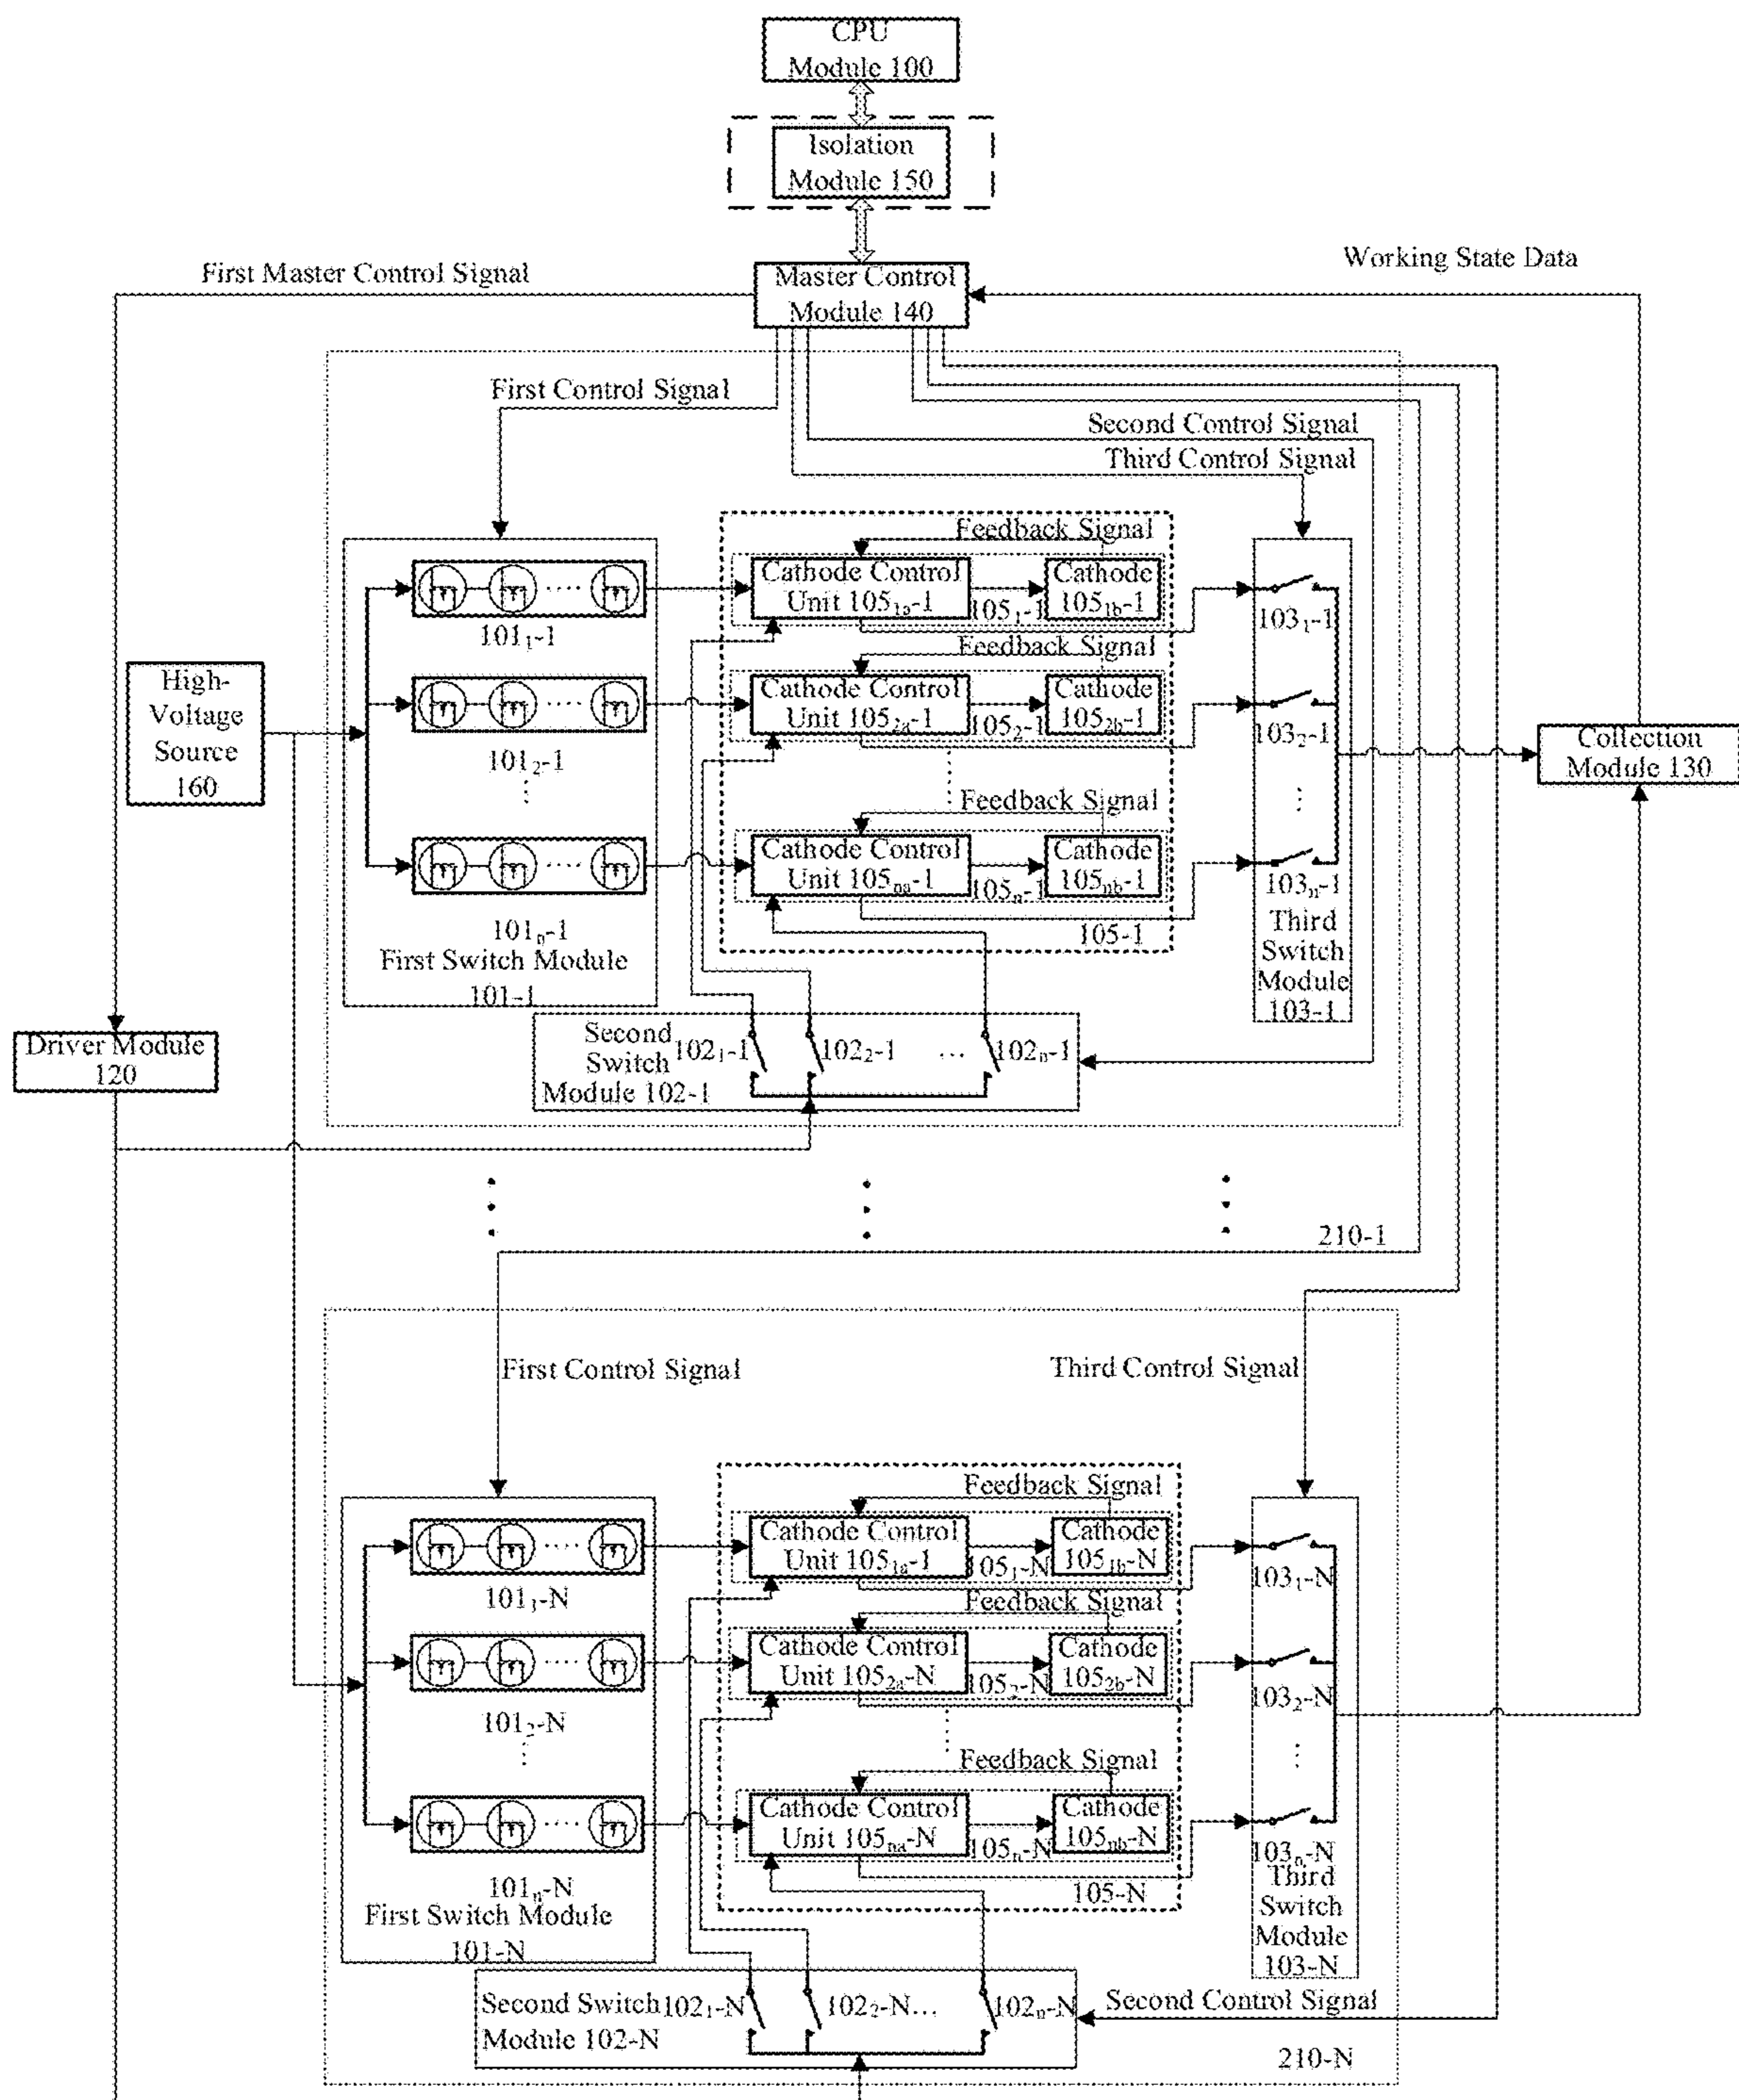 CPU
Module 100
Isolation
Module 150
First Master Control Signal
Master Control
Module 140
Working State Data
First Control Signal
Second Control Signal
Third Control Signal
High-
Voltage
Source
160
101₁-1
101₂-1
⋮
101ₙ-1
First Switch Module
101-1
Feedback Signal
Cathode Control
Unit 105₁ₐ-1
105₁-1
Cathode
105₁b-1
Feedback Signal
Cathode Control
Unit 105₂ₐ-1
105₂-1
Cathode
105₂b-1
Feedback Signal
Cathode Control
Unit 105ₙₐ-1
105ₙ-1
Cathode
105ₙb-1
105-1
103₁-1
103₂-1
⋮
103ₙ-1
Third
Switch
Module
103-1
Collection
Module 130
Driver Module
120
Second
Switch
Module 102-1
102₁-1
102₂-1
...
102ₙ-1
210-1
First Control Signal
Third Control Signal
101₁-N
101₂-N
⋮
101ₙ-N
First Switch Module
101-N
Feedback Signal
Cathode Control
Unit 105₁ₐ-1
105₁-N
Cathode
105₁b-N
Feedback Signal
Cathode Control
Unit 105₂ₐ-N
105₂-N
Cathode
105₂b-N
Feedback Signal
Cathode Control
Unit 105ₙₐ-N
105ₙ-N
Cathode
105ₙb-N
105-N
103₁-N
103₂-N
⋮
103ₙ-N
Third
Switch
Module
103-N
Second Switch
Module 102-N
102₁-N
102₂-N...
102ₙ-N
Second Control Signal
210-N